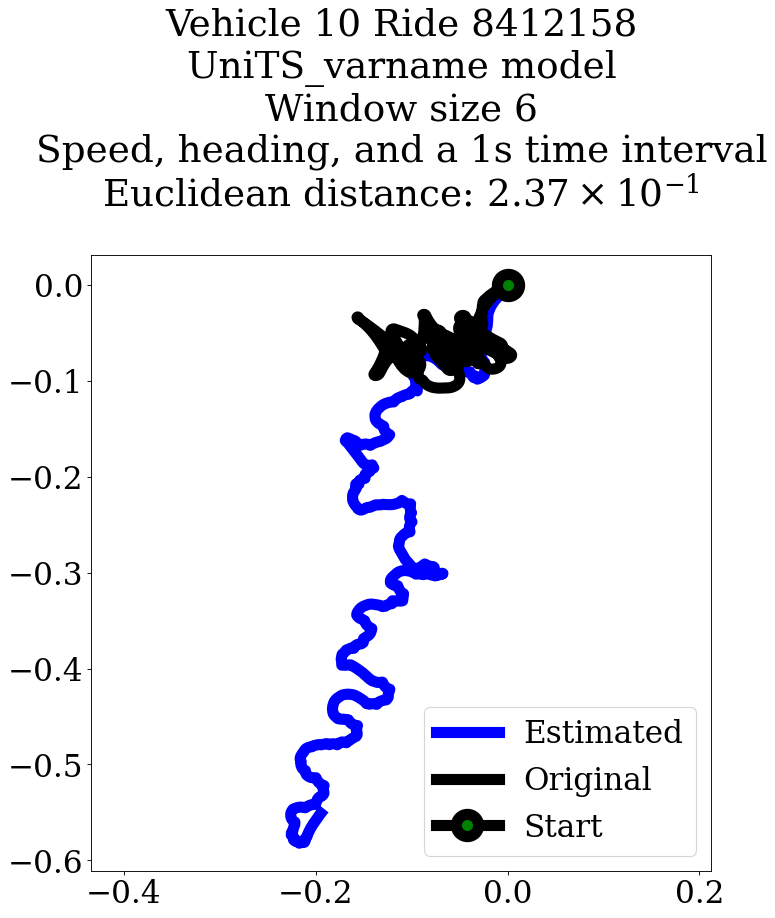 Vehicle 10 Ride 8412158
UniTS_varname model
Window size 6
Speed, heading, and a 1s time interval
Euclidean distance: 2.37 × 10⁻¹
0.0
−0.1
−0.2
−0.3
−0.4
−0.5
−0.6
Estimated
Original
Start
−0.4 −0.2 0.0 0.2